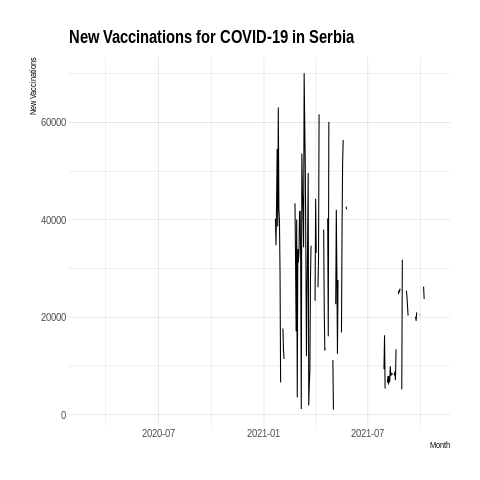 New Vaccinations for COVID-19 in Serbia
New Vaccinations
60000
40000
20000
0
2020-07 2021-01 2021-07
Month